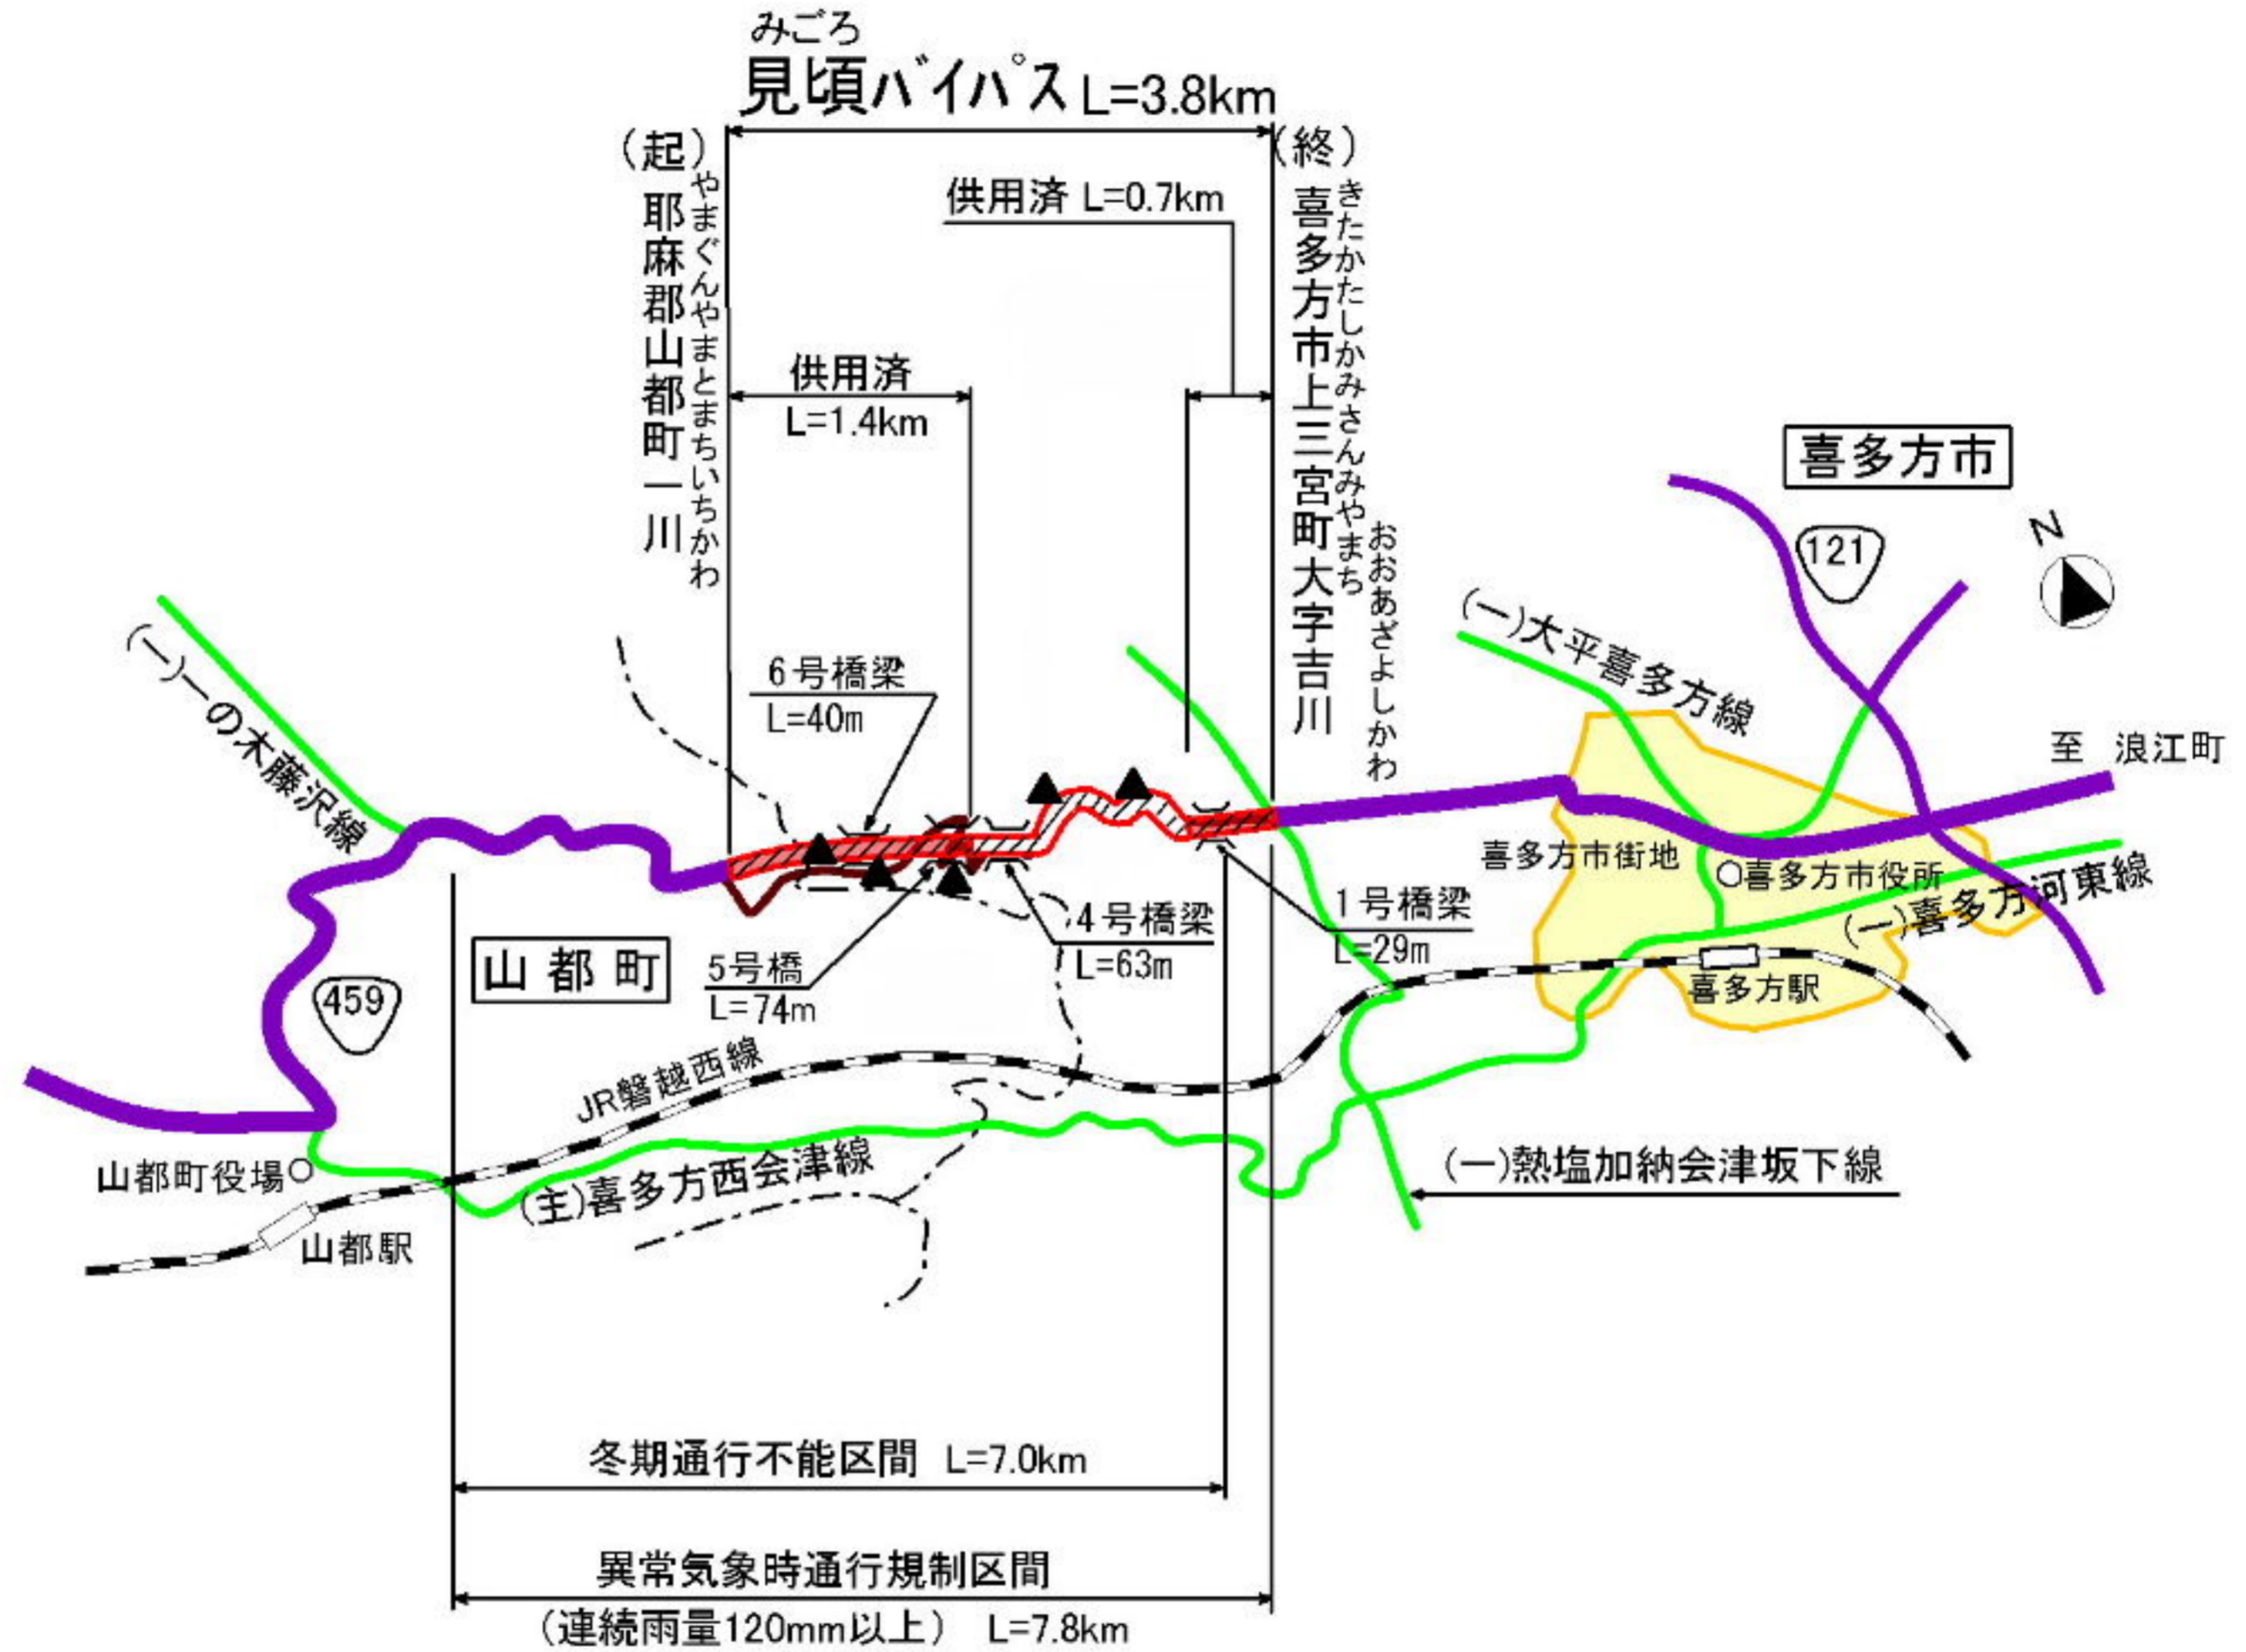 みごろ
見頃バイパス L=3.8km
(起)
耶麻郡山都町一川
やまぐんやまとまちいちかわ
(終)
喜多方市上三宮町大字吉川
きたかたしかみさんみやまち
おおあざよしかわ
供用済 L=0.7km
供用済
L=1.4km
喜多方市
121
N
(一)一の木藤沢線
6号橋梁
L=40m
(一)大平喜多方線
至 浪江町
喜多方市街地
喜多方市役所
(一)喜多方河東線
喜多方駅
山都町
459
5号橋
L=74m
4号橋梁
L=63m
1号橋梁
L=29m
JR磐越西線
山都町役場
山都駅
(主)喜多方西会津線
(一)熱塩加納会津坂下線
冬期通行不能区間 L=7.0km
異常気象時通行規制区間
(連続雨量120mm以上) L=7.8km